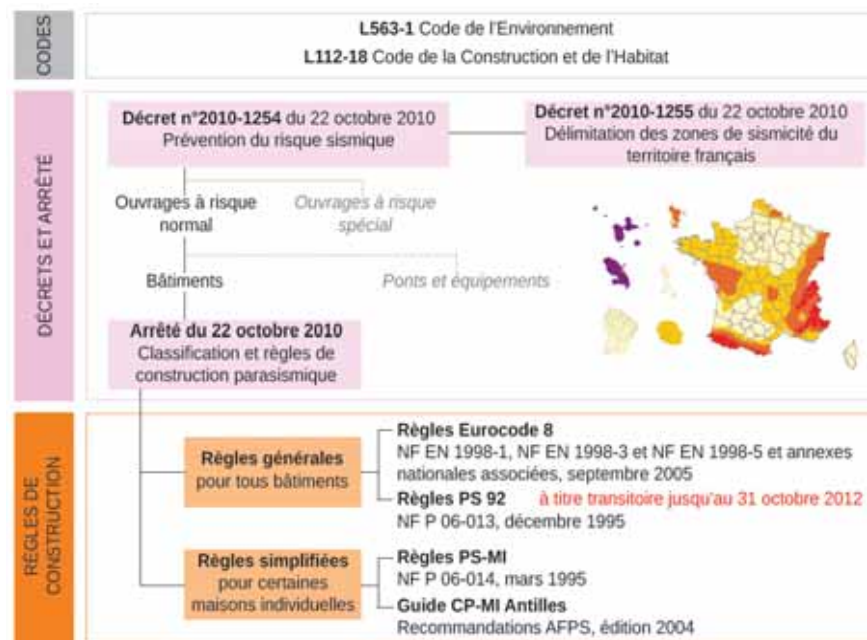 CODES
L563-1 Code de l'Environnement
L112-18 Code de la Construction et de l'Habitat
DÉCRETS ET ARRÊTÉ
Décret n°2010-1254 du 22 octobre 2010
Prévention du risque sismique
Décret n°2010-1255 du 22 octobre 2010
Délimitation des zones de sismicité du
territoire français
Ouvrages à risque
normal
Ouvrages à risque
spécial
Bâtiments
Ponts et équipements
Arrêté du 22 octobre 2010
Classification et règles de
construction parasismique
RÈGLES DE
CONSTRUCTION
Règles générales
pour tous bâtiments
Règles Eurocode 8
NF EN 1998-1, NF EN 1998-3 et NF EN 1998-5 et annexes
nationales associées, septembre 2005
Règles PS 92 à titre transitoire jusqu'au 31 octobre 2012
NF P 06-013, décembre 1995
Règles simplifiées
pour certaines
maisons individuelles
Règles PS-MI
NF P 06-014, mars 1995
Guide CP-MI Antilles
Recommandations AFPS, édition 2004